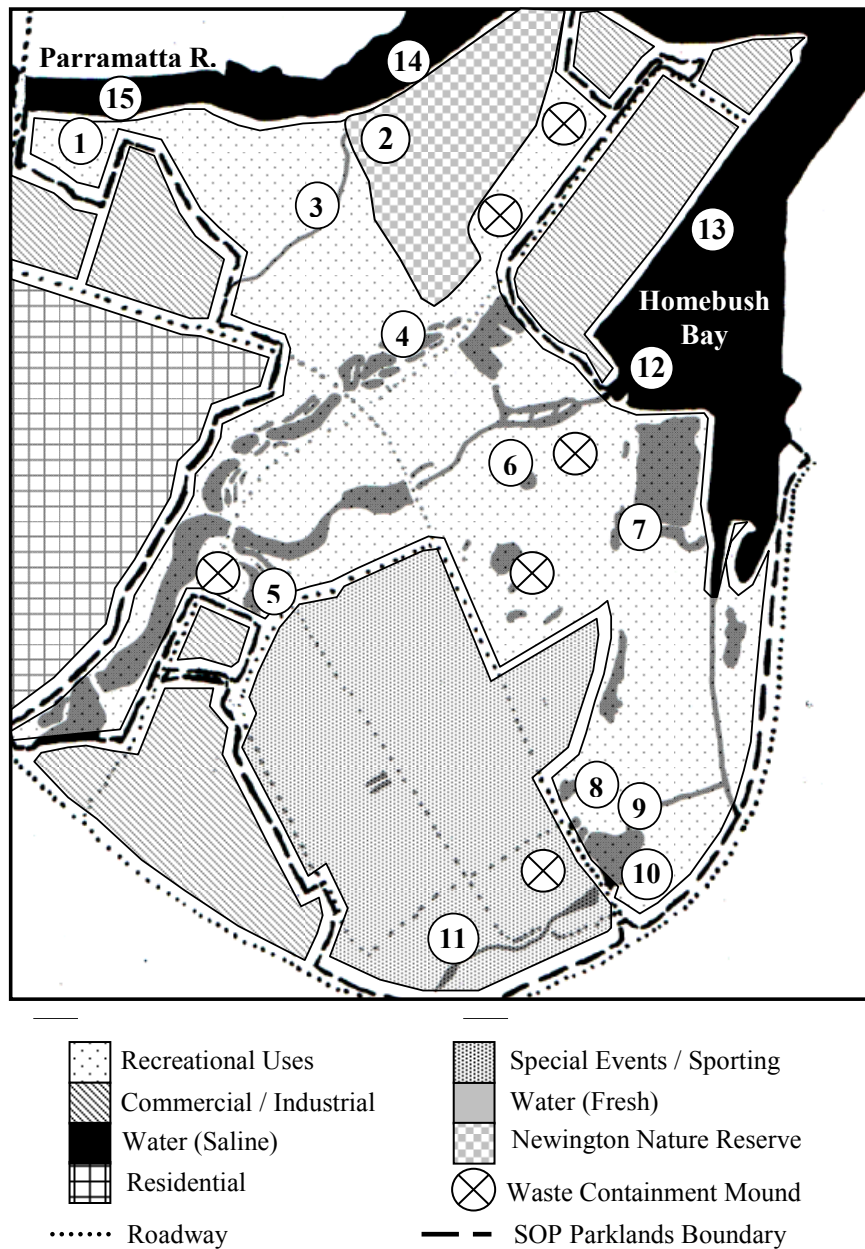 Parramatta R.
14
15
1
2
3
13
Homebush
Bay
4
12
6
7
5
8
9
10
11
Recreational Uses
Commercial / Industrial
Water (Saline)
Residential
Roadway
Special Events / Sporting
Water (Fresh)
Newington Nature Reserve
Waste Containment Mound
SOP Parklands Boundary